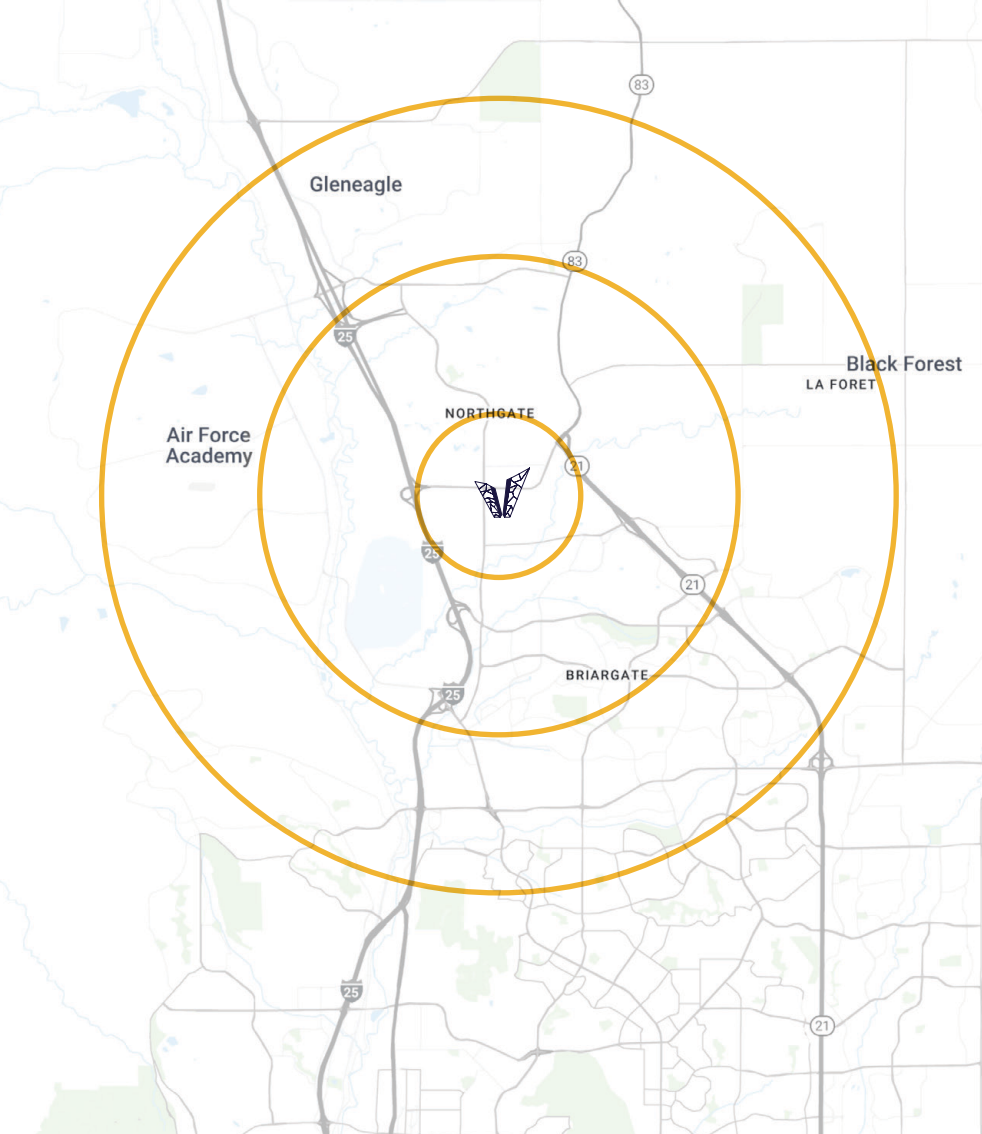 83
Gleneagle
83
25
Black Forest
LA FORET
NORTHGATE
Air Force
Academy
21
25
21
BRIARGATE
25
25
21